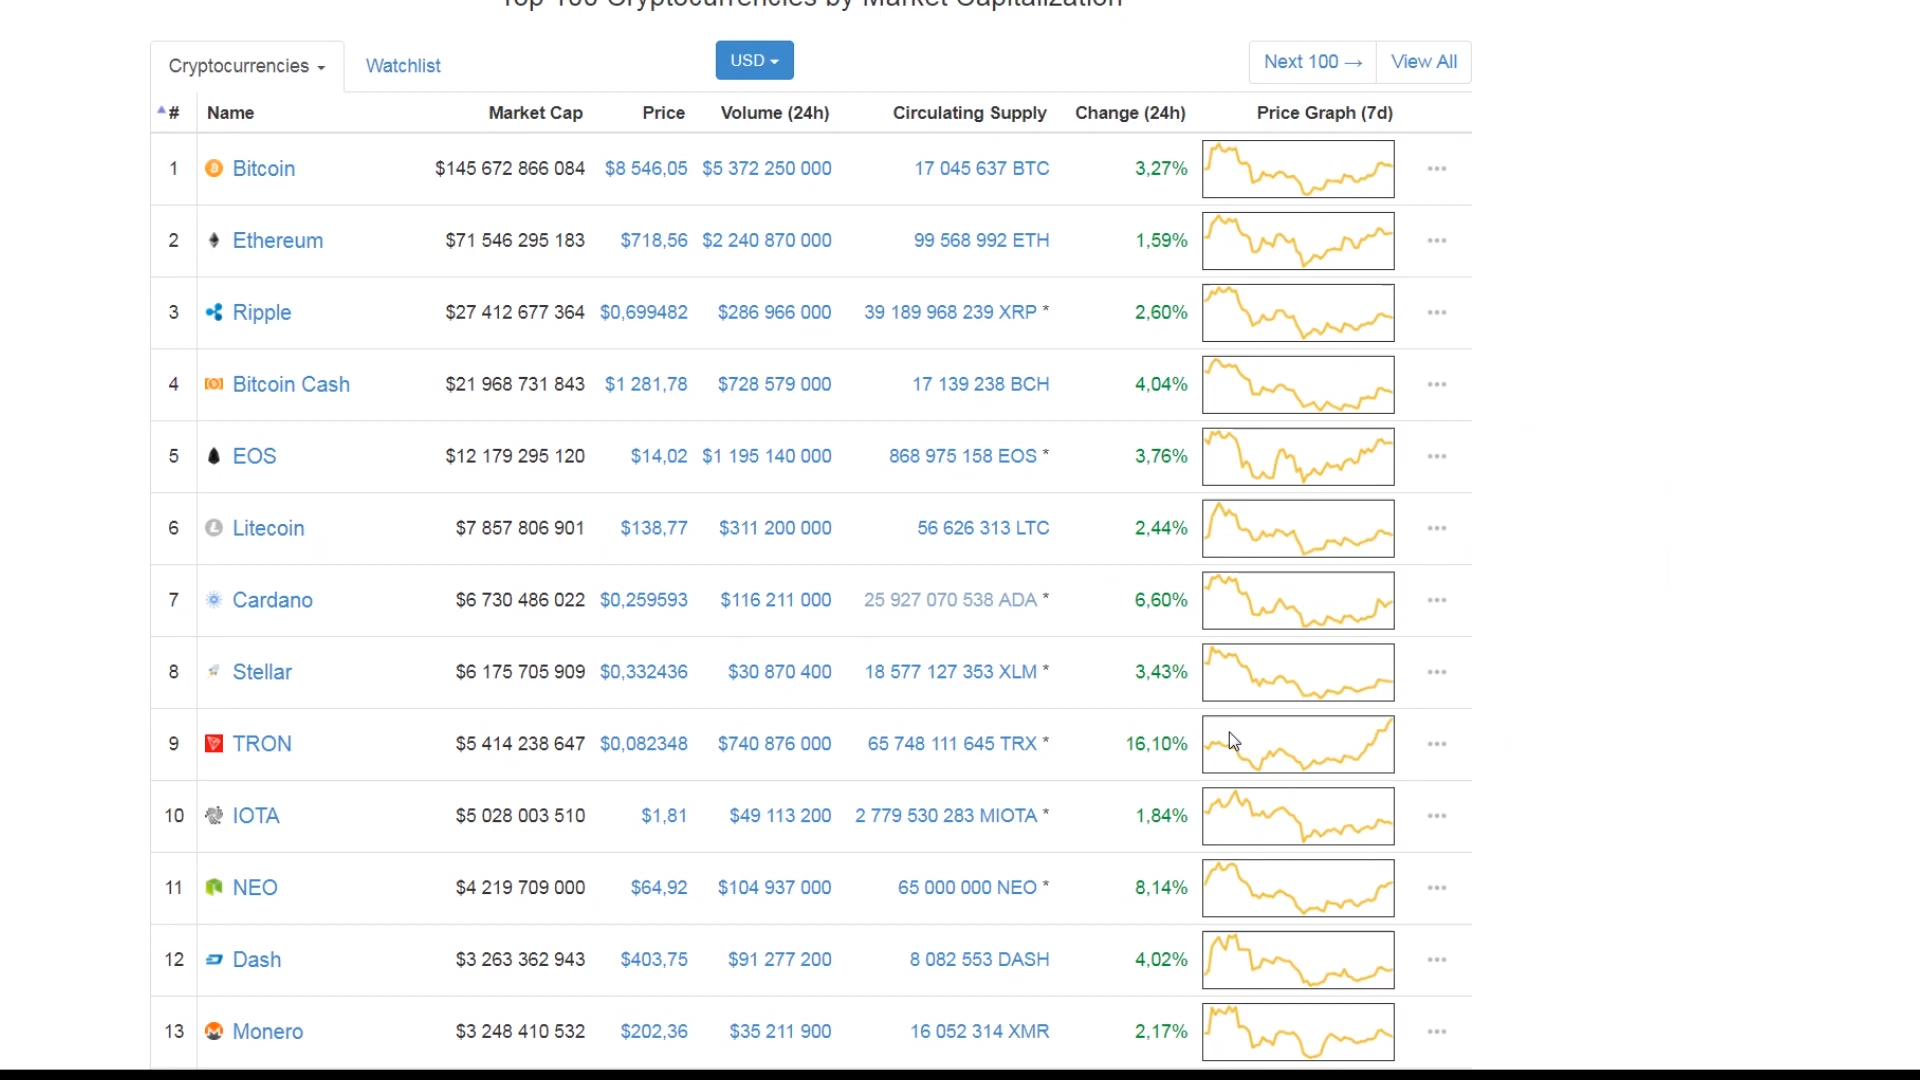 Top 100 Cryptocurrencies by Market Capitalization
Cryptocurrencies Watchlist USD Next 100 → View All
# Name Market Cap Price Volume (24h) Circulating Supply Change (24h) Price Graph (7d)
1 Bitcoin $145 672 866 084 $8 546,05 $5 372 250 000 17 045 637 BTC 3,27%
2 Ethereum $71 546 295 183 $718,56 $2 240 870 000 99 568 992 ETH 1,59%
3 Ripple $27 412 677 364 $0,699482 $286 966 000 39 189 968 239 XRP * 2,60%
4 Bitcoin Cash $21 968 731 843 $1 281,78 $728 579 000 17 139 238 BCH 4,04%
5 EOS $12 179 295 120 $14,02 $1 195 140 000 868 975 158 EOS * 3,76%
6 Litecoin $7 857 806 901 $138,77 $311 200 000 56 626 313 LTC 2,44%
7 Cardano $6 730 486 022 $0,259593 $116 211 000 25 927 070 538 ADA * 6,60%
8 Stellar $6 175 705 909 $0,332436 $30 870 400 18 577 127 353 XLM * 3,43%
9 TRON $5 414 238 647 $0,082348 $740 876 000 65 748 111 645 TRX * 16,10%
10 IOTA $5 028 003 510 $1,81 $49 113 200 2 779 530 283 MIOTA * 1,84%
11 NEO $4 219 709 000 $64,92 $104 937 000 65 000 000 NEO * 8,14%
12 Dash $3 263 362 943 $403,75 $91 277 200 8 082 553 DASH 4,02%
13 Monero $3 248 410 532 $202,36 $35 211 900 16 052 314 XMR 2,17%